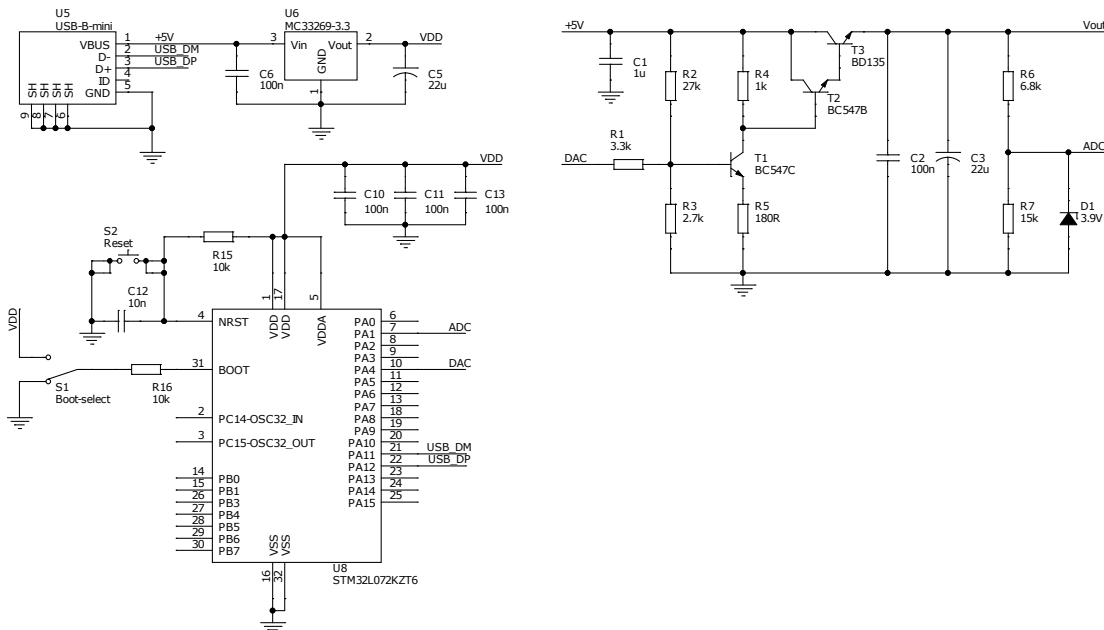 U5
USB-B-mini
VBUS 1 +5V
D- 2 USB_DM
D+ 3 USB_DP
ID 4
GND 5
SH SH SH SH
9 8 7 6
U6
MC33269-3.3
3 Vin Vout 2 VDD
GND
1
C6
100n
C5
22u
+5V
Vout
C1
1u
R2
27k
R4
1k
T3
BD135
T2
BC547B
R6
6.8k
R1
3.3k
DAC
T1
BC547C
C2
100n
C3
22u
ADC
R3
2.7k
R5
180R
R7
15k
D1
3.9V
VDD
C10
100n
C11
100n
C13
100n
S2
Reset
R15
10k
C12
10n
VDD
S1
Boot-select
R16
10k
1 17 5
VDD VDD VDDA
4 NRST
31 BOOT
2 PC14-OSC32_IN
3 PC15-OSC32_OUT
14 PB0
15 PB1
26 PB3
27 PB4
28 PB5
29 PB6
30 PB7
PA0 6
PA1 7 ADC
PA2 8
PA3 9
PA4 10 DAC
PA5 11
PA6 12
PA7 13
PA8 18
PA9 19
PA10 20
PA11 21 USB_DM
PA12 22 USB_DP
PA13 23
PA14 24
PA15 25
VSS VSS
16 32
U8
STM32L072KZT6